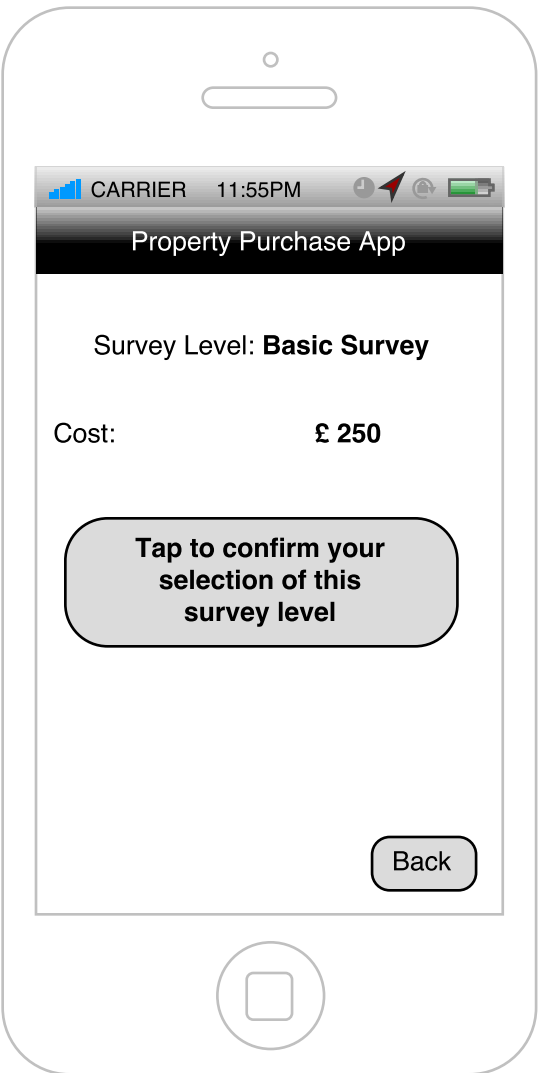 CARRIER 11:55PM
Property Purchase App
Survey Level: Basic Survey
Cost: £ 250
Tap to confirm your
selection of this
survey level
Back